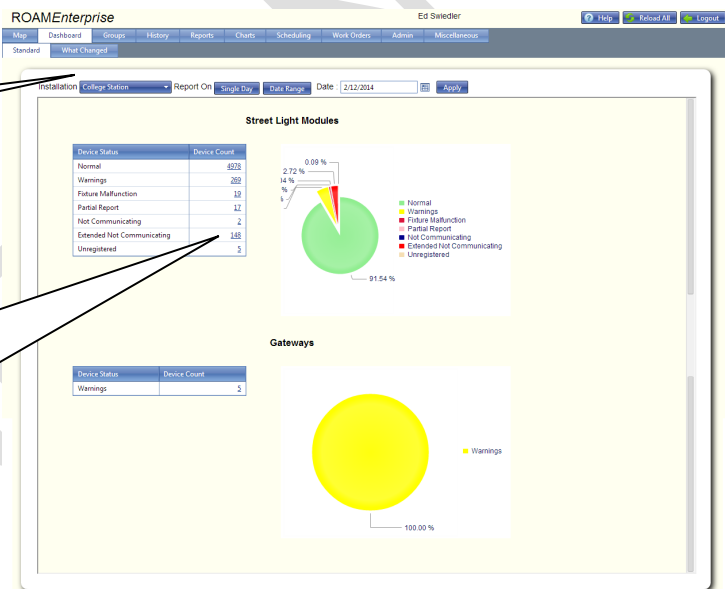 ROAMEnterprise
Ed Swiedler
Help Reload All Logout
Map Dashboard Groups History Reports Charts Scheduling Work Orders Admin Miscellaneous
Standard What Changed
Installation College Station Report On Single Day Date Range Date : 2/12/2014 Apply
Street Light Modules
Device Status Device Count
Normal 4978
Warnings 269
Fixture Malfunction 19
Partial Report 17
Not Communicating 2
Extended Not Communicating 148
Unregistered 5
0.09 %
2.72 %
04 %
%
Normal
Warnings
Fixture Malfunction
Partial Report
Not Communicating
Extended Not Communicating
Unregistered
91.54 %
Gateways
Device Status Device Count
Warnings 5
Warnings
100.00 %